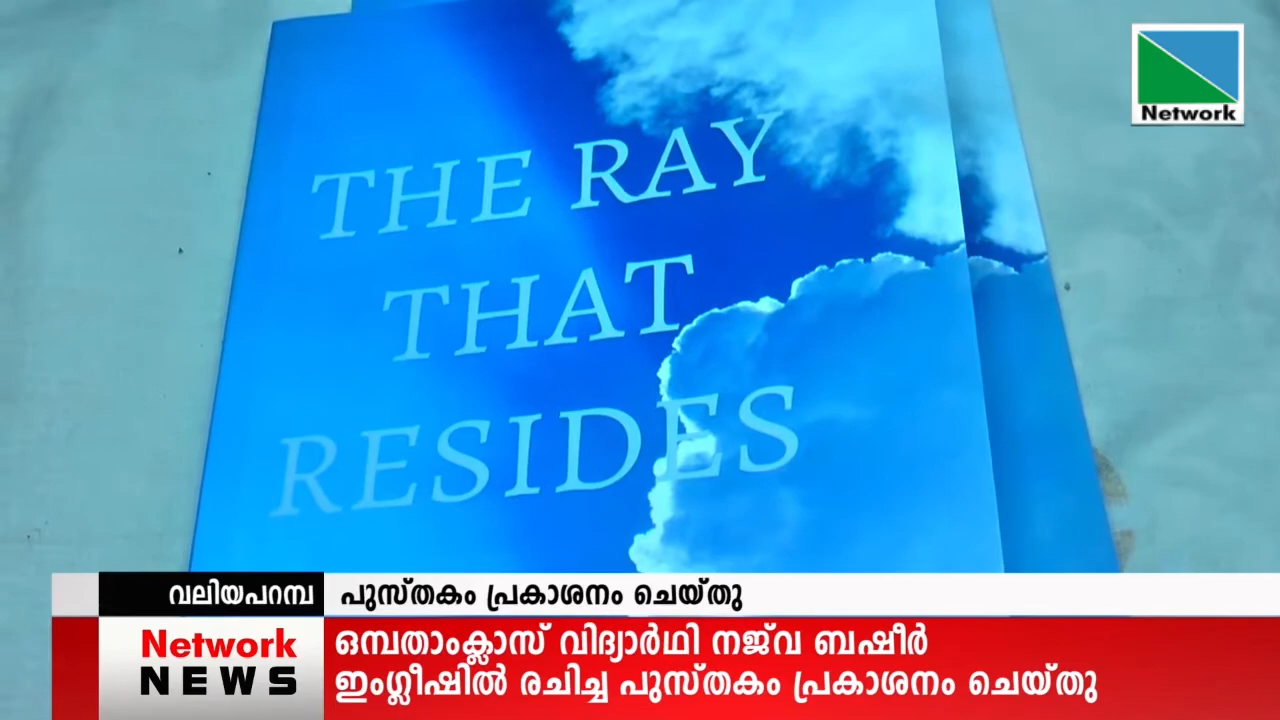 THE RAY
THAT
RESIDES
Network
വലിയപറമ്പ
പുസ്തകം പ്രകാശനം ചെയ്തു
Network
NEWS
ഒമ്പതാംക്ലാസ് വിദ്യാർഥി നജ്‌വ ബഷീർ
ഇംഗ്ലീഷിൽ രചിച്ച പുസ്തകം പ്രകാശനം ചെയ്തു